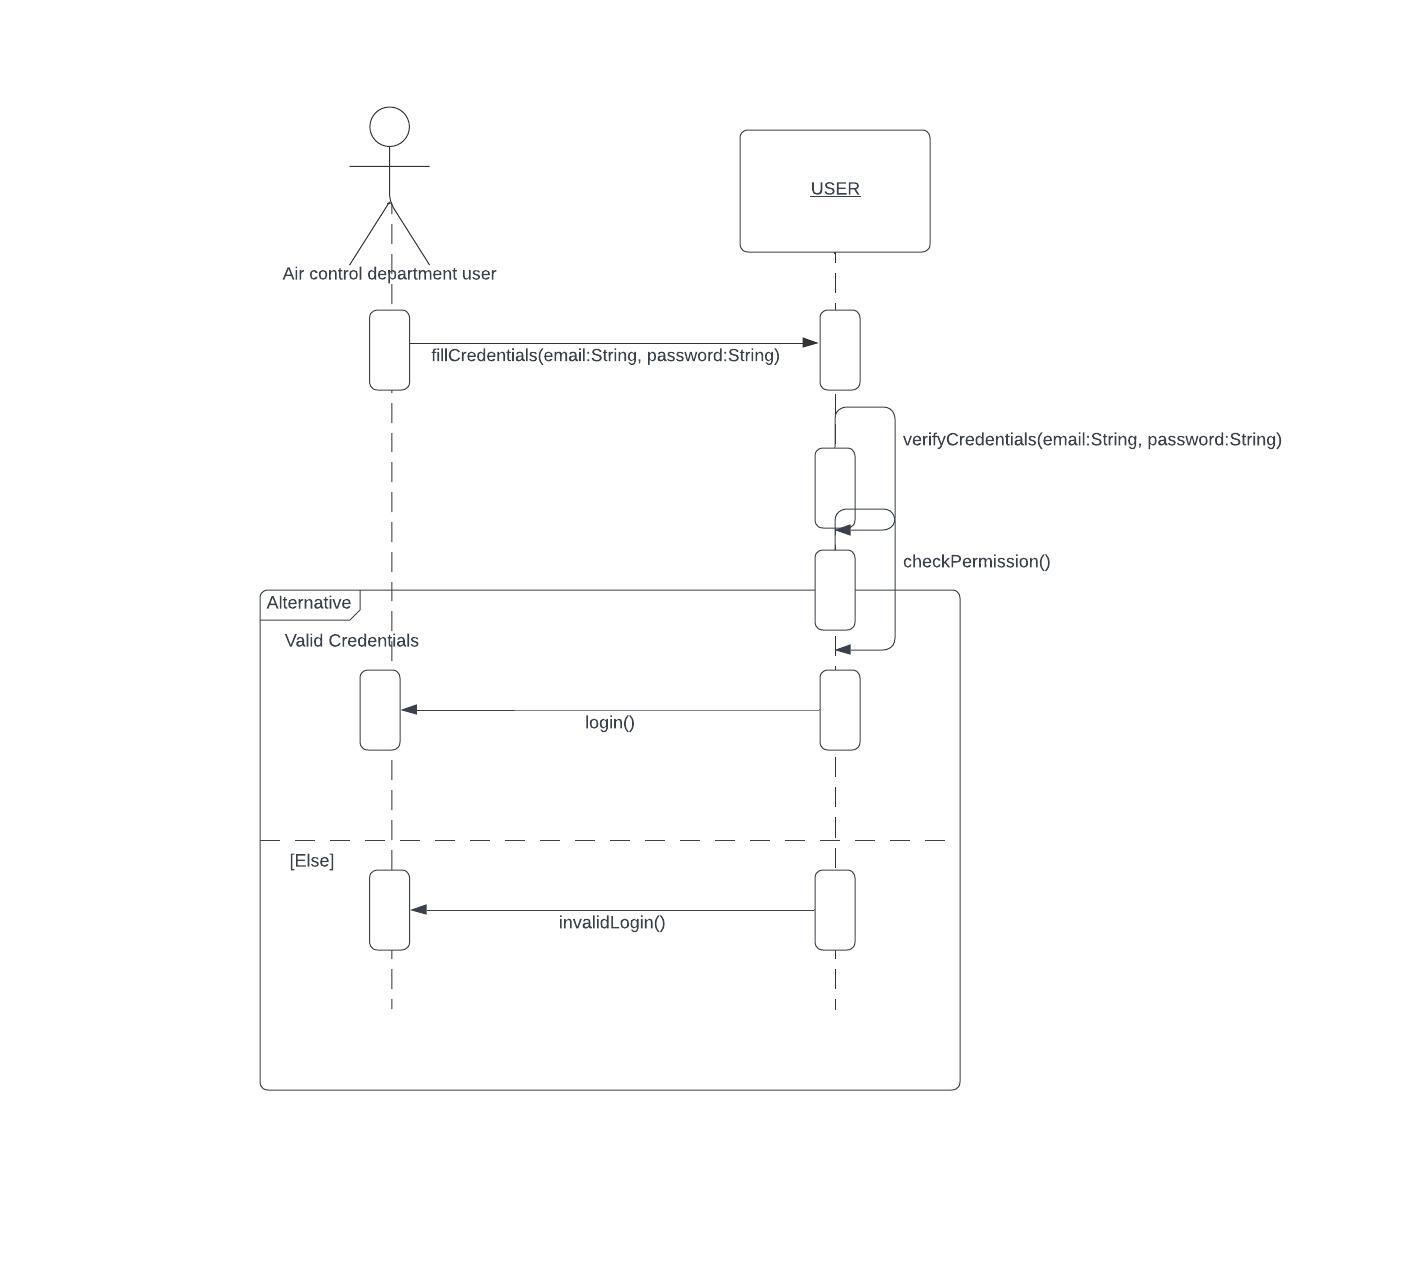 USER
Air control department user
fillCredentials(email:String, password:String)
verifyCredentials(email:String, password:String)
checkPermission()
Alternative
Valid Credentials
login()
[Else]
invalidLogin()